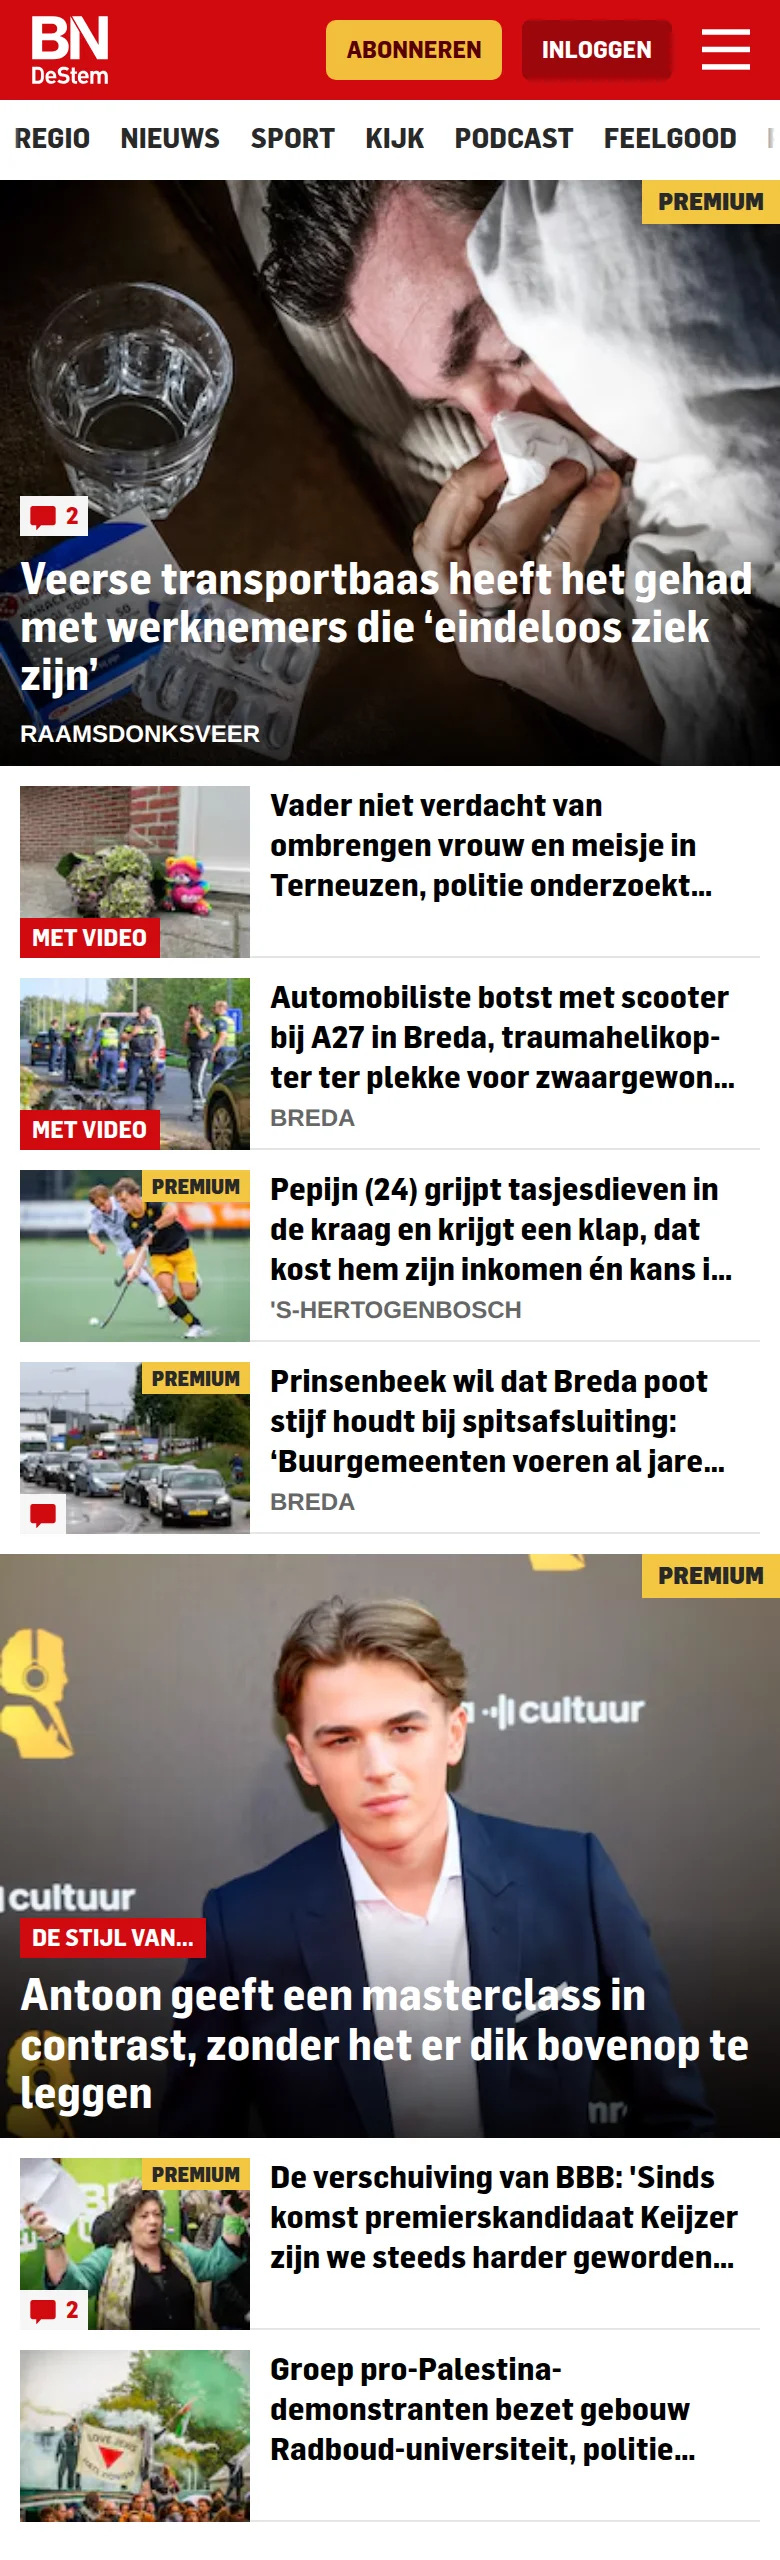 BN
DeStem
ABONNEREN
INLOGGEN
REGIO NIEUWS SPORT KIJK PODCAST FEELGOOD
PREMIUM
2
Veerse transportbaas heeft het gehad
met werknemers die ‘eindeloos ziek
zijn’
RAAMSDONKSVEER
Vader niet verdacht van
ombrengen vrouw en meisje in
Terneuzen, politie onderzoekt...
MET VIDEO
Automobiliste botst met scooter
bij A27 in Breda, traumahelikop-
ter ter plekke voor zwaargewon...
BREDA
MET VIDEO
PREMIUM
Pepijn (24) grijpt tasjesdieven in
de kraag en krijgt een klap, dat
kost hem zijn inkomen én kans i...
'S-HERTOGENBOSCH
PREMIUM
Prinsenbeek wil dat Breda poot
stijf houdt bij spitsafsluiting:
‘Buurgemeenten voeren al jare...
BREDA
PREMIUM
cultuur
cultuur
DE STIJL VAN...
Antoon geeft een masterclass in
contrast, zonder het er dik bovenop te
leggen
PREMIUM
De verschuiving van BBB: 'Sinds
komst premierskandidaat Keijzer
zijn we steeds harder geworden...
2
Groep pro-Palestina-
demonstranten bezet gebouw
Radboud-universiteit, politie...